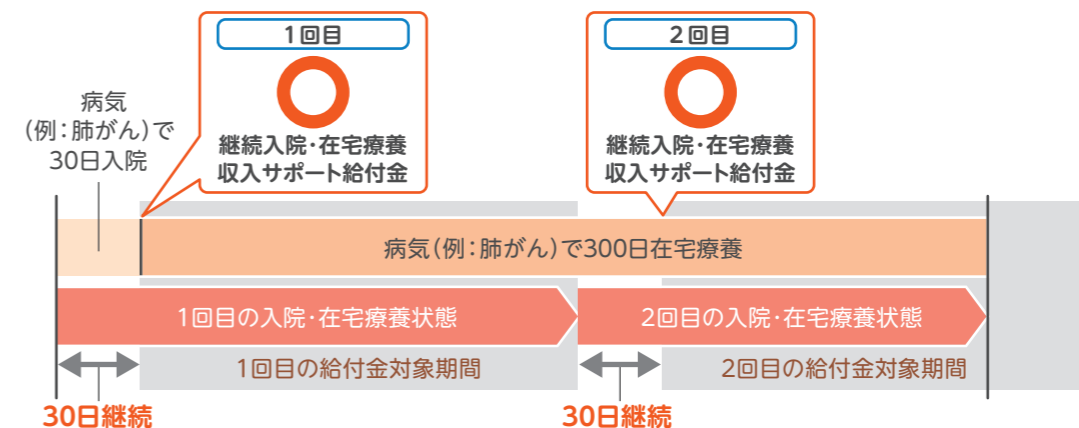 1回目
継続入院・在宅療養
収入サポート給付金
2回目
継続入院・在宅療養
収入サポート給付金
病気
(例：肺がん)で
30日入院
病気(例：肺がん)で300日在宅療養
1回目の入院・在宅療養状態
2回目の入院・在宅療養状態
1回目の給付金対象期間
2回目の給付金対象期間
30日継続
30日継続